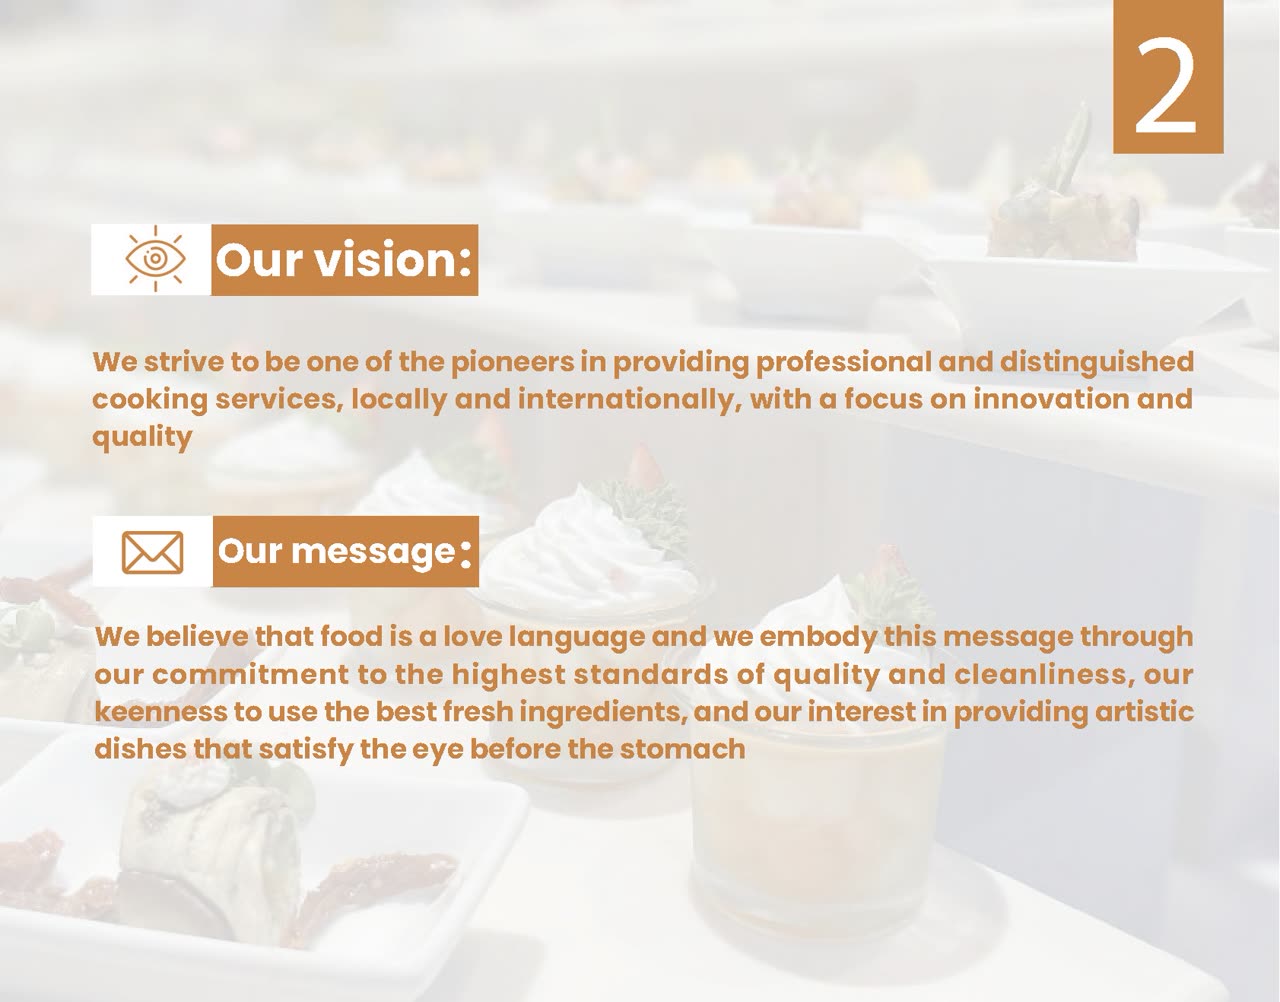 2
Our vision:
We strive to be one of the pioneers in providing professional and distinguished
cooking services, locally and internationally, with a focus on innovation and
quality
Our message:
We believe that food is a love language and we embody this message through
our commitment to the highest standards of quality and cleanliness, our
keenness to use the best fresh ingredients, and our interest in providing artistic
dishes that satisfy the eye before the stomach